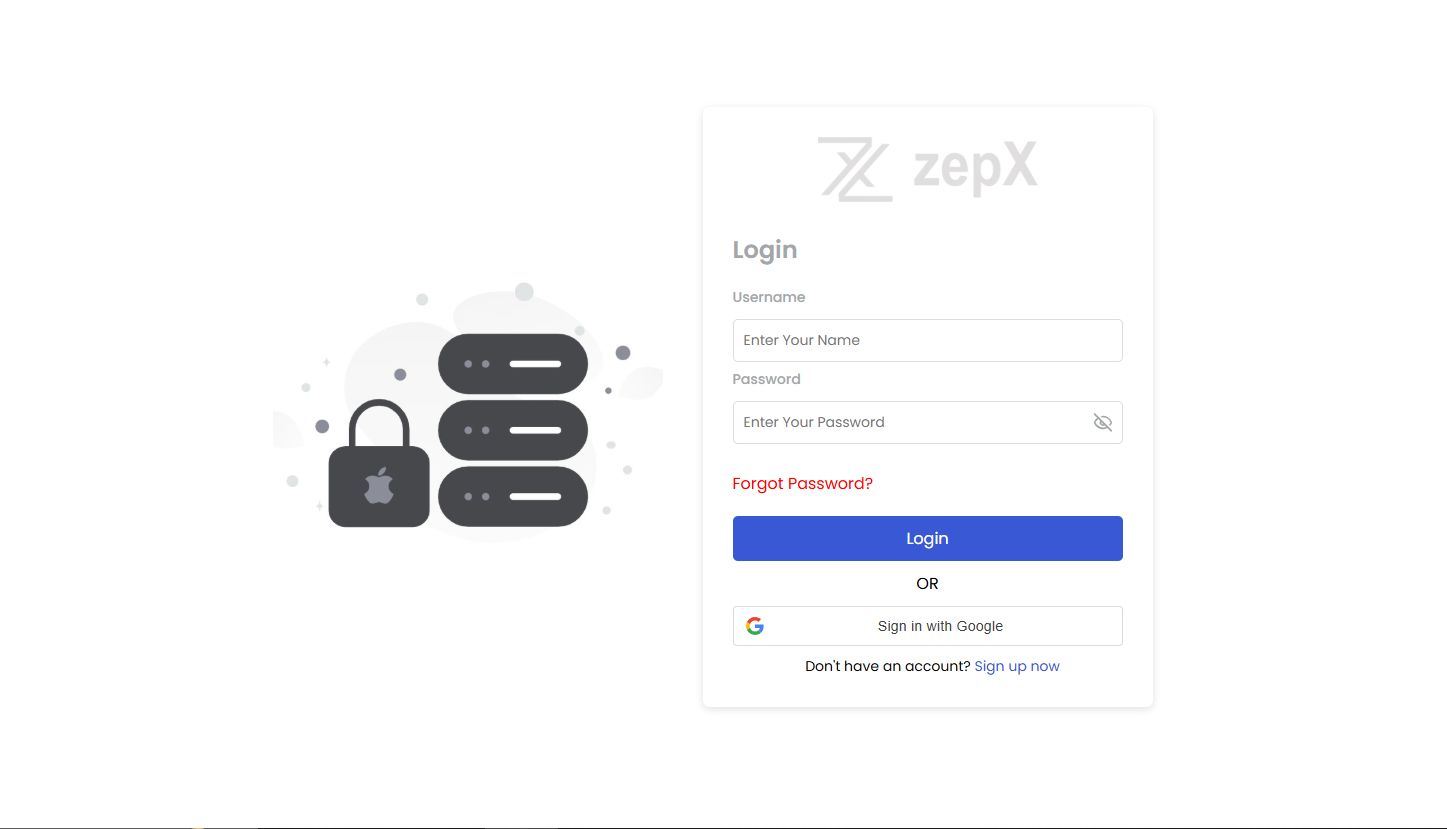 zepX
Login
Username
Enter Your Name
Password
Enter Your Password
Forgot Password?
Login
OR
Sign in with Google
Don't have an account? Sign up now